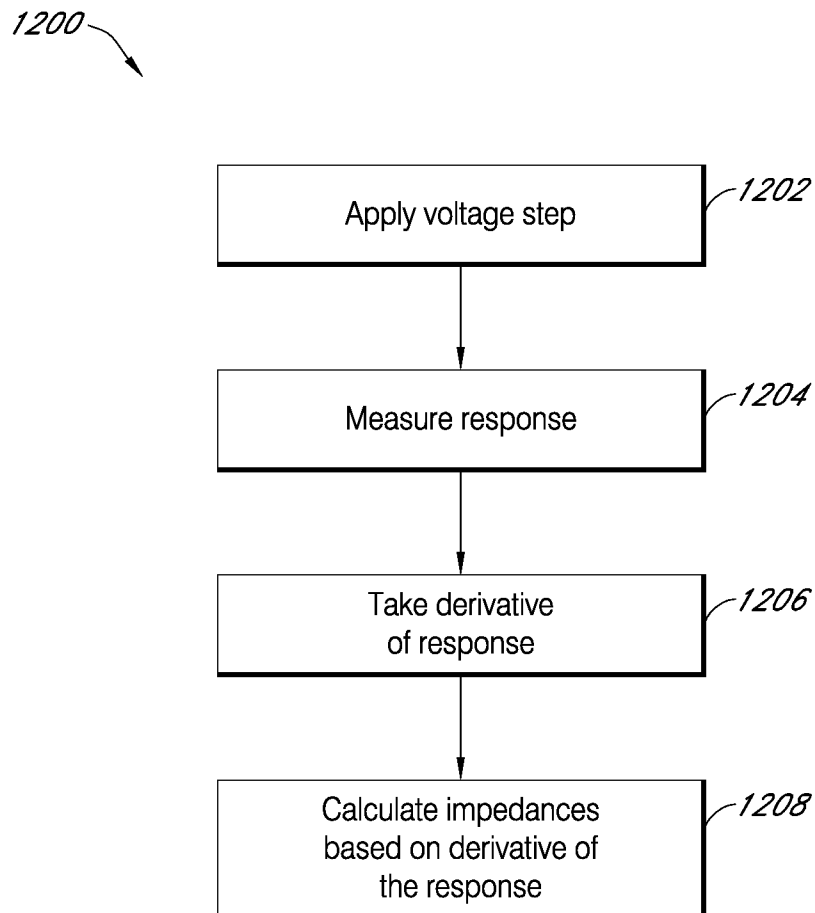 1200
Apply voltage step
1202
Measure response
1204
Take derivative
of response
1206
Calculate impedances
based on derivative of
the response
1208